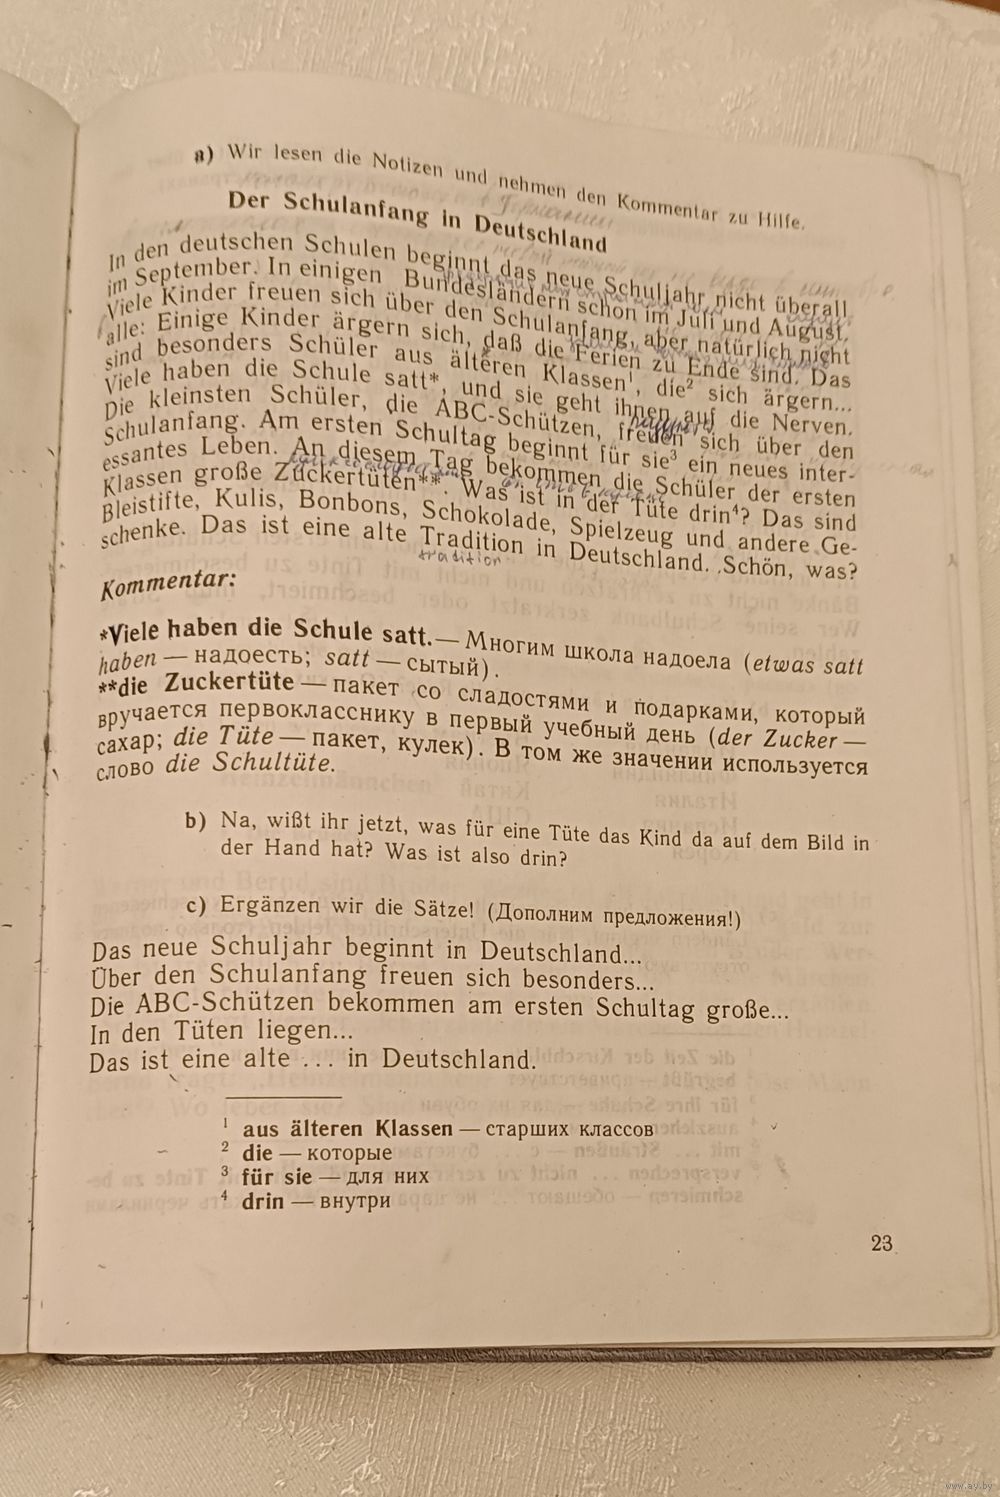 a) Wir lesen die Notizen und nehmen den Kommentar zu Hilfe.
Der Schulanfang in Deutschland
In den deutschen Schulen beginnt das neue Schuljahr nicht überall
im September. In einigen Bundesländern schon im Juli und August.
Viele Kinder freuen sich über den Schulanfang, aber natürlich nicht
alle: Einige Kinder ärgern sich, daß die Ferien zu Ende sind. Das
sind besonders Schüler aus älteren Klassen¹, die² sich ärgern...
Viele haben die Schule satt*, und sie geht ihnen auf die Nerven.
Die kleinsten Schüler, die ABC-Schützen, freuen sich über den
Schulanfang. Am ersten Schultag beginnt für sie³ ein neues inter-
essantes Leben. An diesem Tag bekommen die Schüler der ersten
Klassen große Zuckertüten**. Was ist in der Tüte drin⁴? Das sind
Bleistifte, Kulis, Bonbons, Schokolade, Spielzeug und andere Ge-
schenke. Das ist eine alte Tradition in Deutschland. Schön, was?
tradition
Kommentar:
*Viele haben die Schule satt.— Многим школа надоела (etwas satt
haben — надоесть; satt — сытый).
**die Zuckertüte — пакет со сладостями и подарками, который
вручается первокласснику в первый учебный день (der Zucker —
сахар; die Tüte — пакет, кулек). В том же значении используется
слово die Schultüte.
b) Na, wißt ihr jetzt, was für eine Tüte das Kind da auf dem Bild in
der Hand hat? Was ist also drin?
c) Ergänzen wir die Sätze! (Дополним предложения!)
Das neue Schuljahr beginnt in Deutschland...
Über den Schulanfang freuen sich besonders...
Die ABC-Schützen bekommen am ersten Schultag große...
In den Tüten liegen...
Das ist eine alte ... in Deutschland.
¹ aus älteren Klassen — старших классов
² die — которые
³ für sie — для них
⁴ drin — внутри
23
www.ay.by